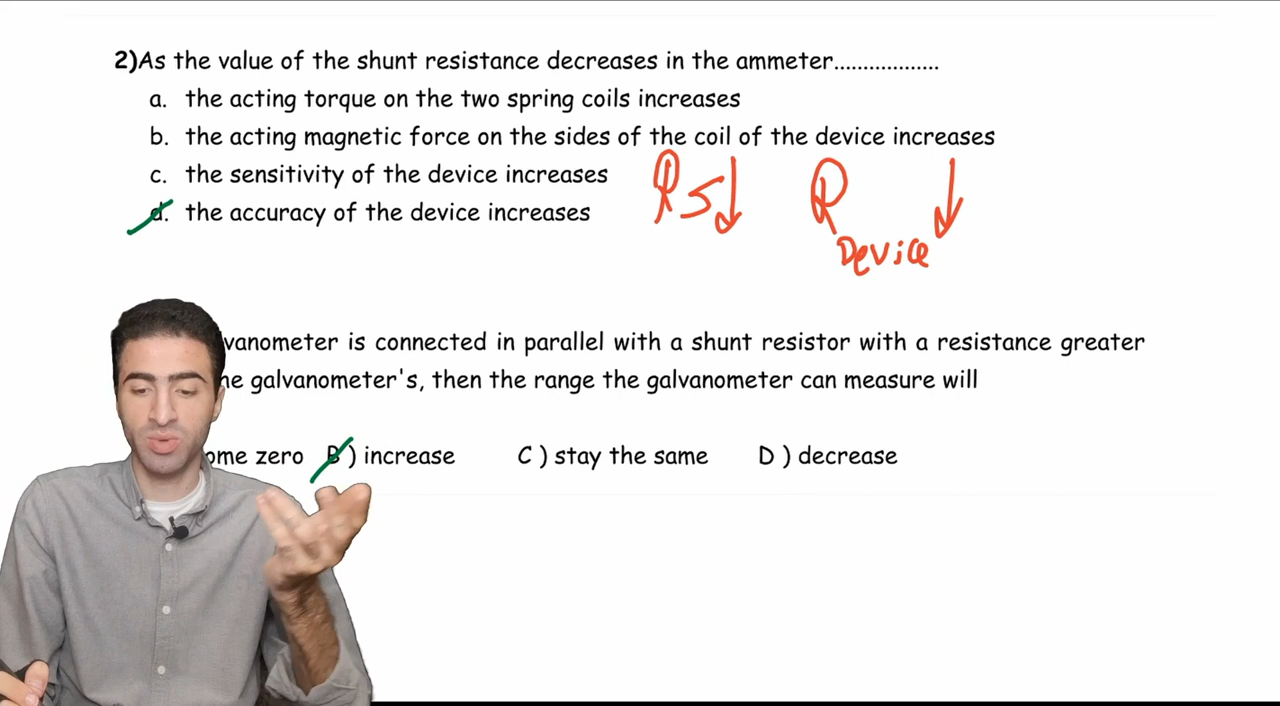 2)As the value of the shunt resistance decreases in the ammeter..................
a. the acting torque on the two spring coils increases
b. the acting magnetic force on the sides of the coil of the device increases
c. the sensitivity of the device increases
d. the accuracy of the device increases
Rs↓ R Device ↓
vanometer is connected in parallel with a shunt resistor with a resistance greater
he galvanometer's, then the range the galvanometer can measure will
ome zero B ) increase C ) stay the same D ) decrease